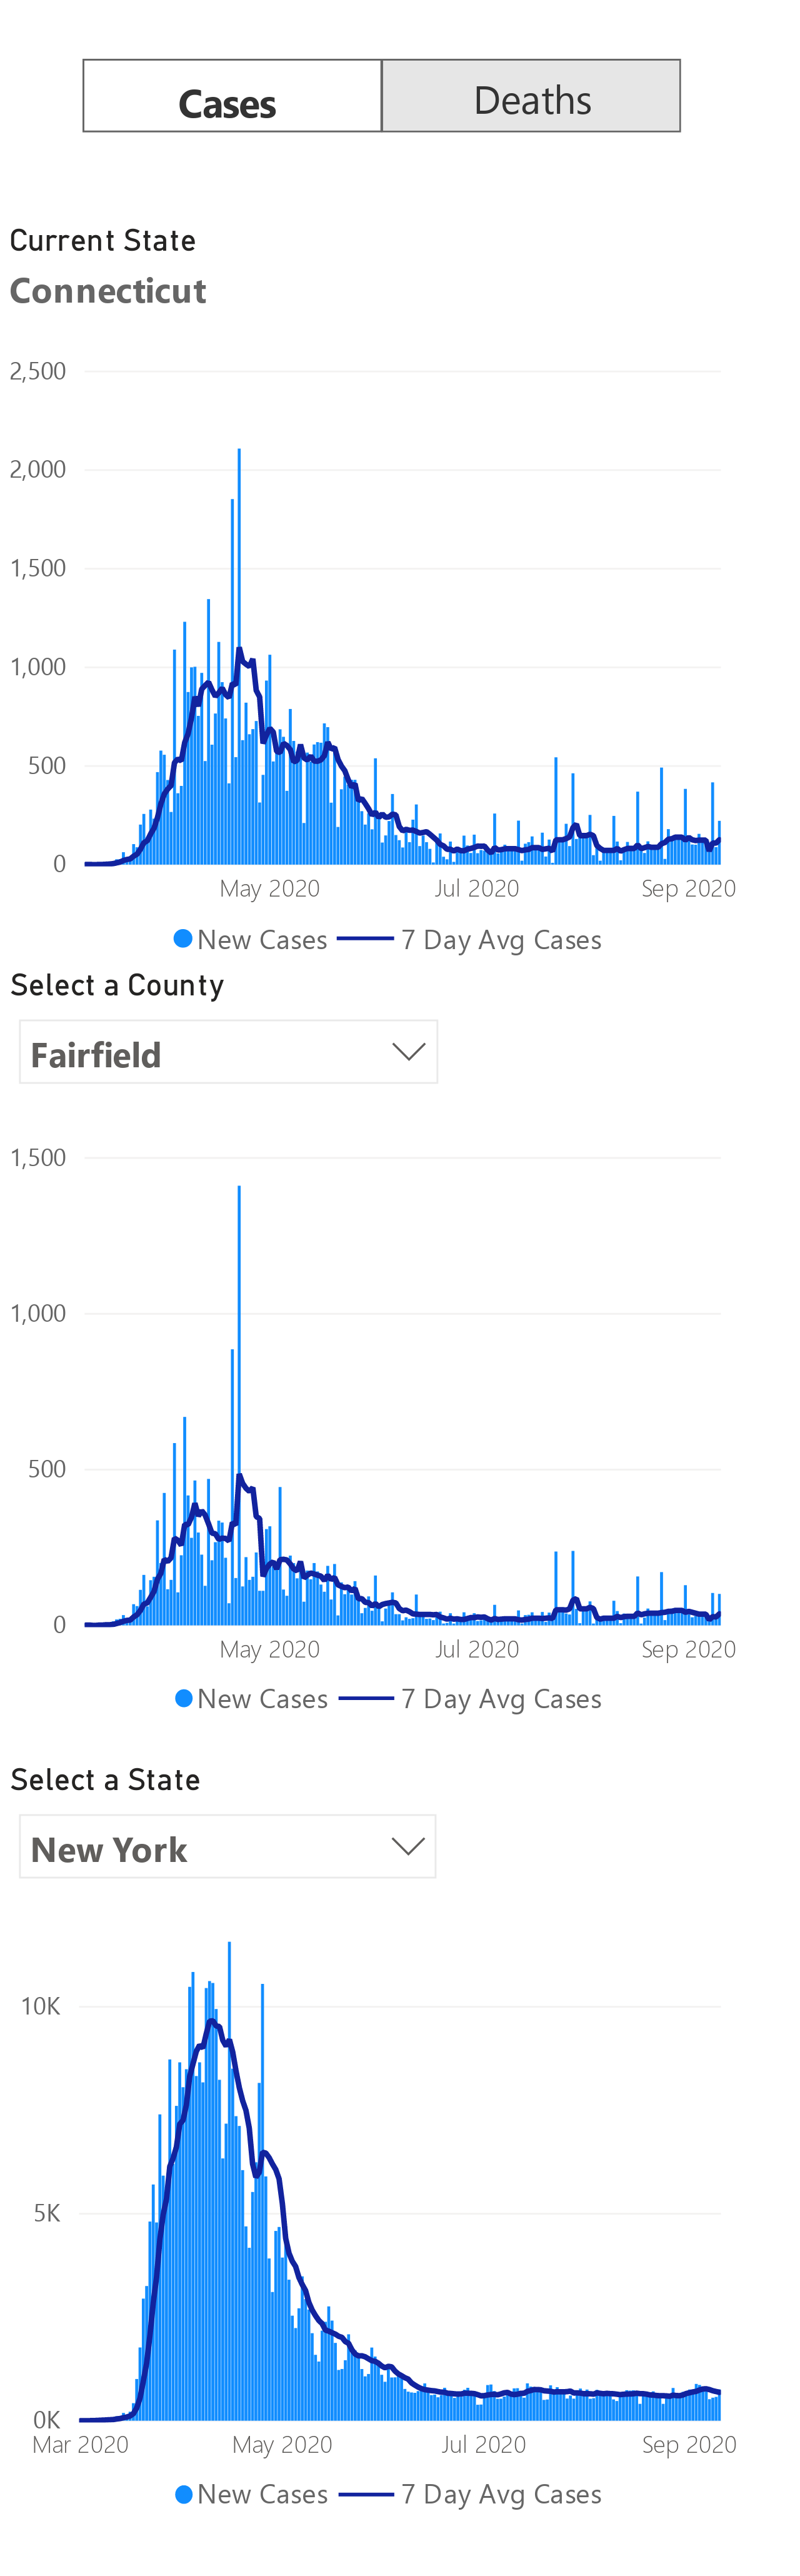 Cases Deaths
Current State
Connecticut
2,500
2,000
1,500
1,000
500
0
May 2020 Jul 2020 Sep 2020
New Cases 7 Day Avg Cases
Select a County
Fairfield
1,500
1,000
500
0
May 2020 Jul 2020 Sep 2020
New Cases 7 Day Avg Cases
Select a State
New York
10K
5K
0K
Mar 2020 May 2020 Jul 2020 Sep 2020
New Cases 7 Day Avg Cases